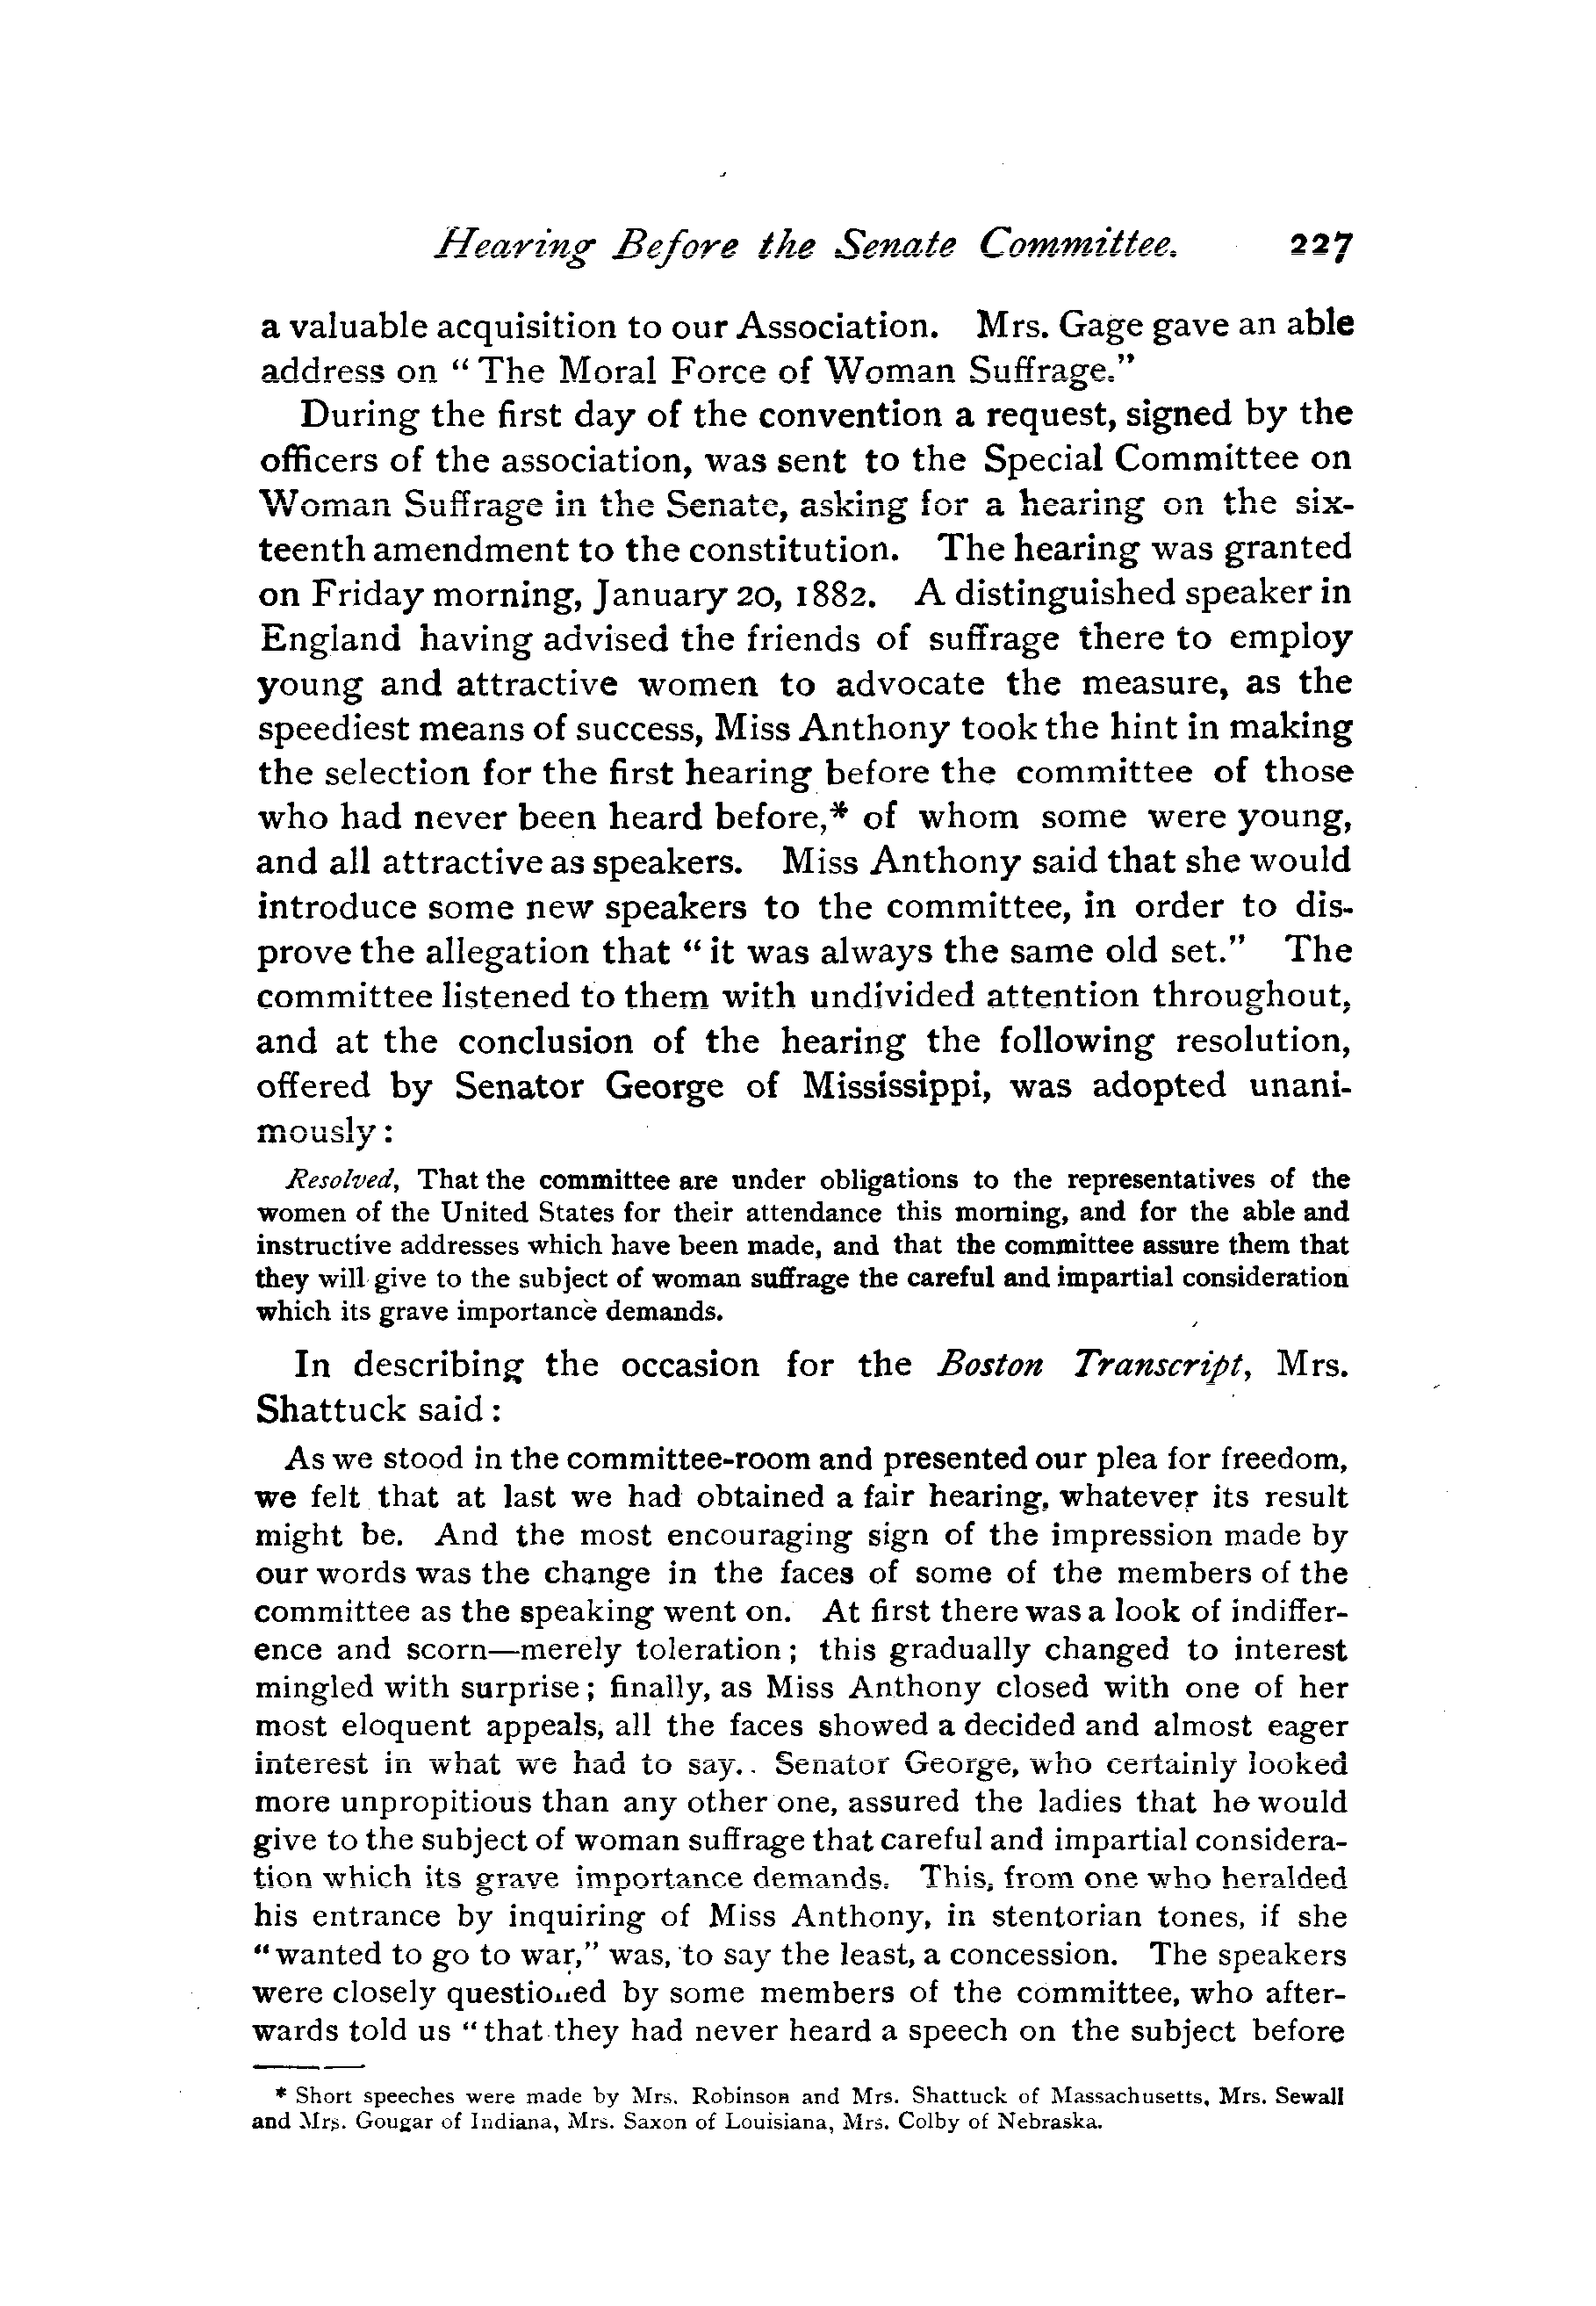 Hearing Before the Senate Committee. 227
a valuable acquisition to our Association. Mrs. Gage gave an able
address on “ The Moral Force of Woman Suffrage.”
During the first day of the convention a request, signed by the
officers of the association, was sent to the Special Committee on
Woman Suffrage in the Senate, asking for a hearing on the six-
teenth amendment to the constitution. The hearing was granted
on Friday morning, January 20, 1882. A distinguished speaker in
England having advised the friends of suffrage there to employ
young and attractive women to advocate the measure, as the
speediest means of success, Miss Anthony took the hint in making
the selection for the first hearing before the committee of those
who had never been heard before,* of whom some were young,
and all attractive as speakers. Miss Anthony said that she would
introduce some new speakers to the committee, in order to dis-
prove the allegation that “ it was always the same old set.” The
committee listened to them with undivided attention throughout,
and at the conclusion of the hearing the following resolution,
offered by Senator George of Mississippi, was adopted unani-
mously :
Resolved, That the committee are under obligations to the representatives of the
women of the United States for their attendance this morning, and for the able and
instructive addresses which have been made, and that the committee assure them that
they will give to the subject of woman suffrage the careful and impartial consideration
which its grave importance demands.
In describing the occasion for the Boston Transcript, Mrs.
Shattuck said :
As we stood in the committee-room and presented our plea for freedom,
we felt that at last we had obtained a fair hearing, whatever its result
might be. And the most encouraging sign of the impression made by
our words was the change in the faces of some of the members of the
committee as the speaking went on. At first there was a look of indiffer-
ence and scorn—merely toleration ; this gradually changed to interest
mingled with surprise ; finally, as Miss Anthony closed with one of her
most eloquent appeals, all the faces showed a decided and almost eager
interest in what we had to say. Senator George, who certainly looked
more unpropitious than any other one, assured the ladies that he would
give to the subject of woman suffrage that careful and impartial considera-
tion which its grave importance demands. This, from one who heralded
his entrance by inquiring of Miss Anthony, in stentorian tones, if she
“ wanted to go to war,” was, to say the least, a concession. The speakers
were closely questioned by some members of the committee, who after-
wards told us “ that they had never heard a speech on the subject before
* Short speeches were made by Mrs. Robinson and Mrs. Shattuck of Massachusetts, Mrs. Sewall
and Mrs. Gougar of Indiana, Mrs. Saxon of Louisiana, Mrs. Colby of Nebraska.